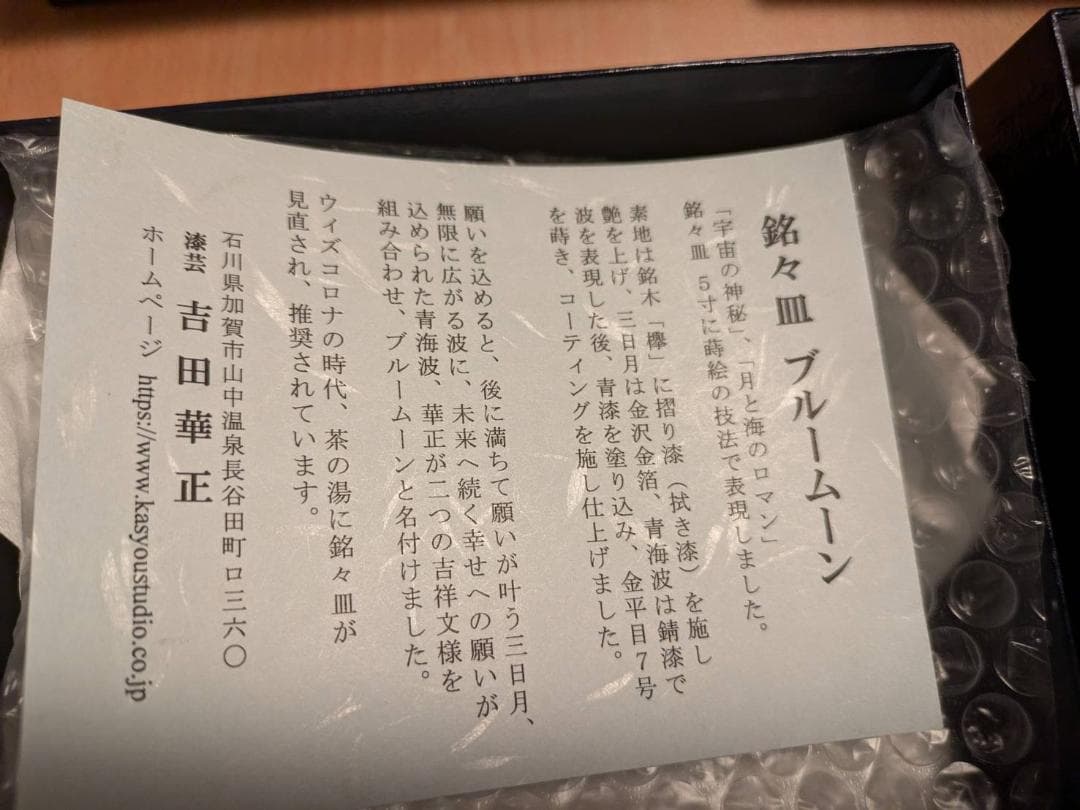 銘々皿 ブルームーン
「宇宙の神秘」、「月と海のロマン」
銘々皿 5寸に蒔絵の技法で表現しました。
素地は銘木「欅」に摺り漆（拭き漆）を施し
艶を上げ、三日月は金沢金箔、青海波は錆漆で
波を表現した後、青漆を塗り込み、金平目7号
を蒔き、コーティングを施し仕上げました。
願いを込めると、後に満ちて願いが叶う三日月、
無限に広がる波に、未来へ続く幸せへの願いが
込められた青海波、華正が二つの吉祥文様を
組み合わせ、ブルームーンと名付けました。
ウィズコロナの時代、茶の湯に銘々皿が
見直され、推奨されています。
石川県加賀市山中温泉長谷田町ロ三六〇
漆芸 吉田華正
ホームページ https://www.kasyoustudio.co.jp